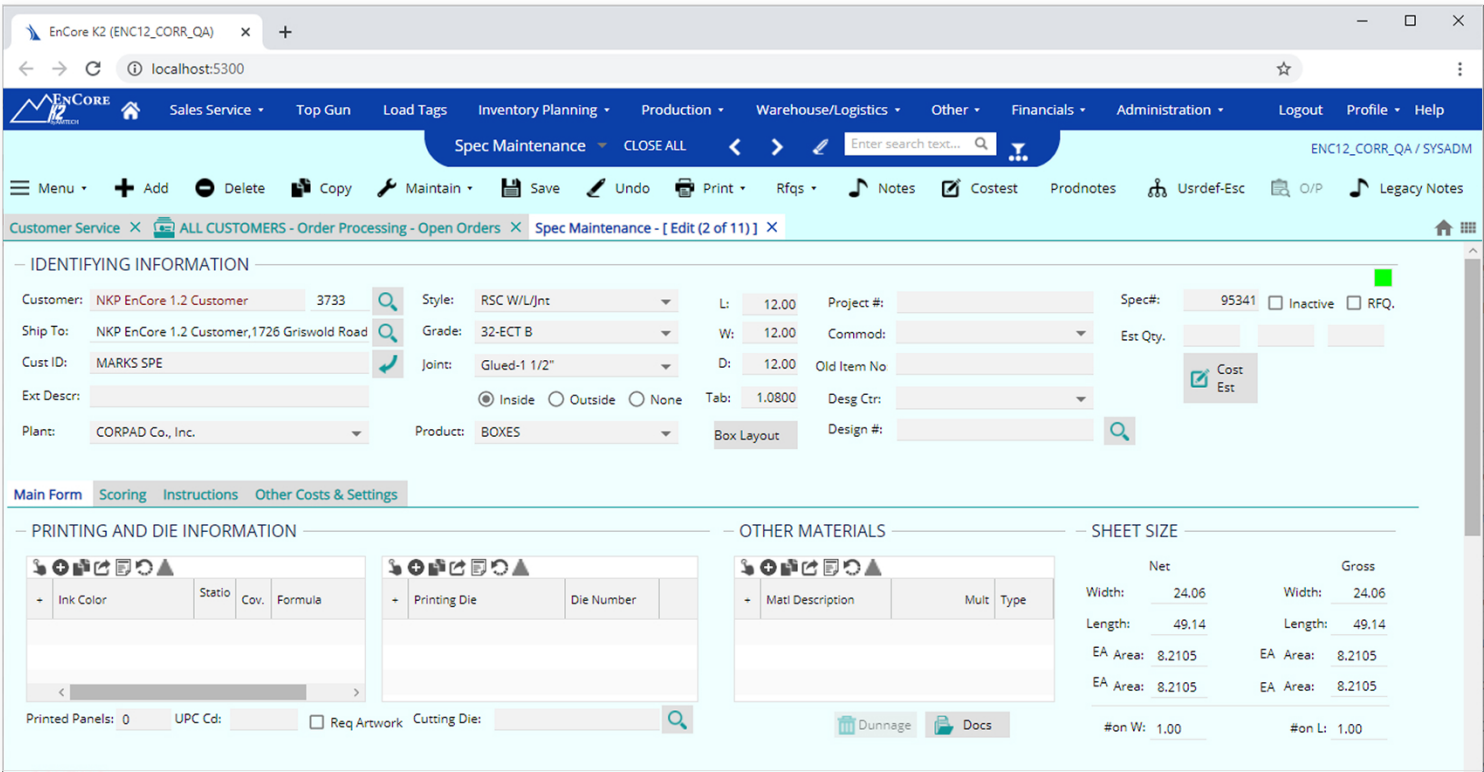 EnCore K2 (ENC12_CORR_QA)
localhost:5300
ENCORE K2 Sales Service Top Gun Load Tags Inventory Planning Production Warehouse/Logistics Other Financials Administration Logout Profile Help
by AMTECH
Spec Maintenance CLOSE ALL Enter search text...
ENC12_CORR_QA / SYSADM
Menu Add Delete Copy Maintain Save Undo Print Rfqs Notes Costest Prodnotes Usrdef-Esc O/P Legacy Notes
Customer Service ALL CUSTOMERS - Order Processing - Open Orders Spec Maintenance - [ Edit (2 of 11) ]
IDENTIFYING INFORMATION
Customer: NKP EnCore 1.2 Customer 3733 Style: RSC W/L/Jnt L: 12.00 Project #: Spec#: 95341 Inactive RFQ.
Ship To: NKP EnCore 1.2 Customer,1726 Griswold Road Grade: 32-ECT B W: 12.00 Commod: Est Qty.
Cust ID: MARKS SPE Joint: Glued-1 1/2" D: 12.00 Old Item No
Cost
Est
Ext Descr: Inside Outside None Tab: 1.0800 Desg Ctr:
Plant: CORPAD Co., Inc. Product: BOXES Box Layout Design #:
Main Form Scoring Instructions Other Costs & Settings
PRINTING AND DIE INFORMATION OTHER MATERIALS SHEET SIZE
Net Gross
+ Ink Color Statio Cov. Formula + Printing Die Die Number + Matl Description Mult Type
Width: 24.06 Width: 24.06
Length: 49.14 Length: 49.14
EA Area: 8.2105 EA Area: 8.2105
EA Area: 8.2105 EA Area: 8.2105
Printed Panels: 0 UPC Cd: Req Artwork Cutting Die: Dunnage Docs #on W: 1.00 #on L: 1.00